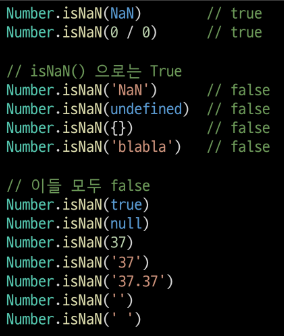 Number.isNaN(NaN) // true
Number.isNaN(0 / 0) // true
// isNaN() 으로는 True
Number.isNaN('NaN') // false
Number.isNaN(undefined) // false
Number.isNaN({}) // false
Number.isNaN('blabla') // false
// 이들 모두 false
Number.isNaN(true)
Number.isNaN(null)
Number.isNaN(37)
Number.isNaN('37')
Number.isNaN('37.37')
Number.isNaN('')
Number.isNaN(' ')